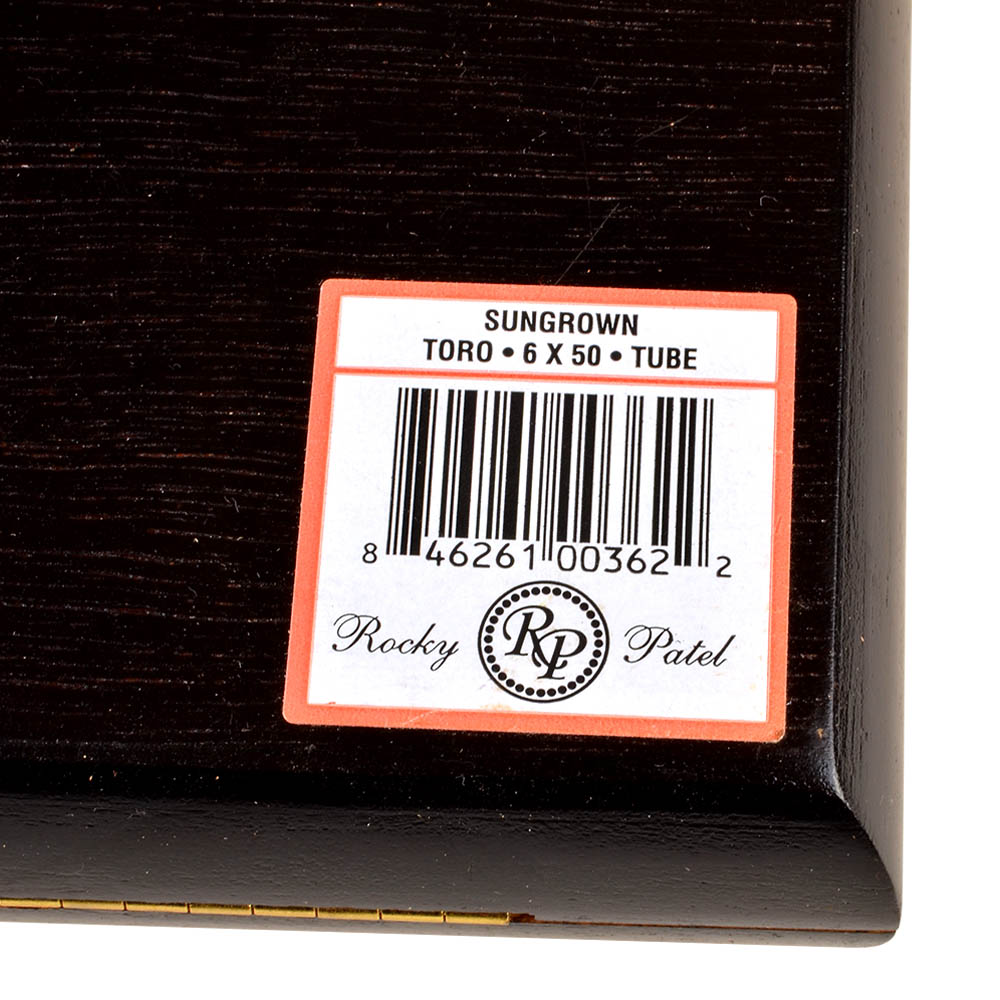 SUNGROWN
TORO • 6 X 50 • TUBE
8 46261 00362 2
Rocky RP Patel